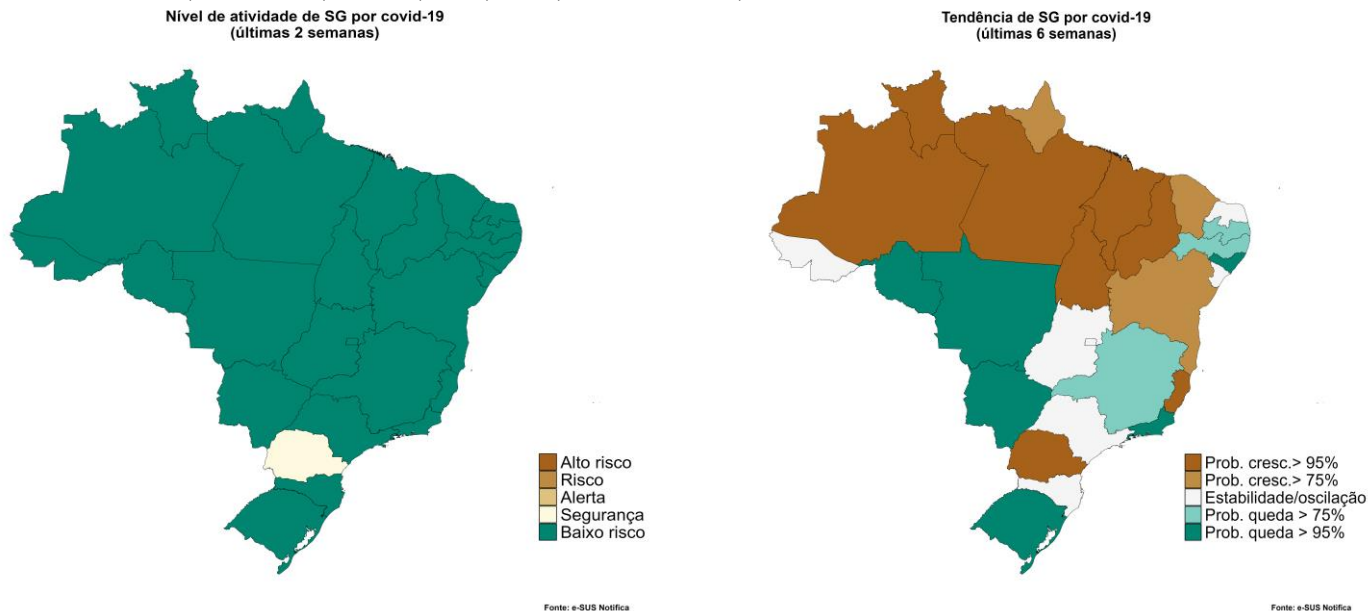 Nível de atividade de SG por covid-19
(últimas 2 semanas)
Alto risco
Risco
Alerta
Segurança
Baixo risco
Fonte: e-SUS Notifica
Tendência de SG por covid-19
(últimas 6 semanas)
Prob. cresc.> 95%
Prob. cresc.> 75%
Estabilidade/oscilação
Prob. queda > 75%
Prob. queda > 95%
Fonte: e-SUS Notifica